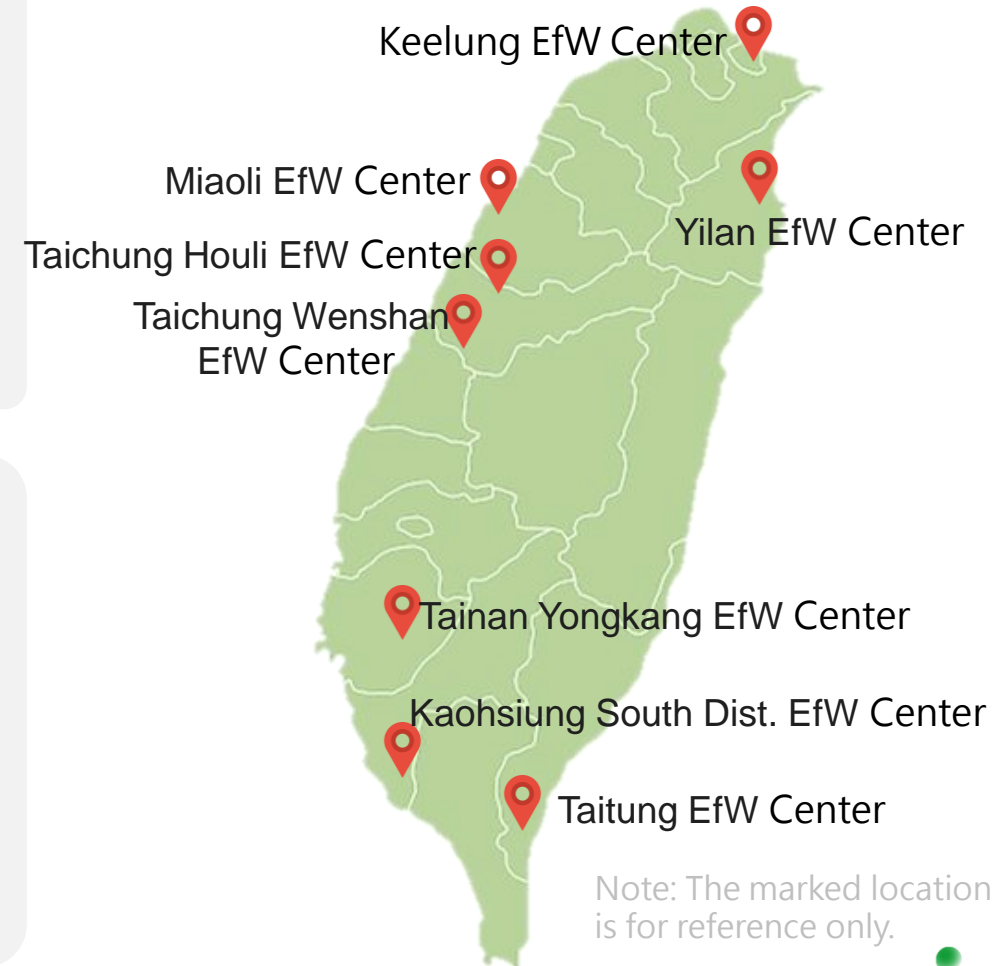 Keelung EfW Center
Miaoli EfW Center
Yilan EfW Center
Taichung Houli EfW Center
Taichung Wenshan
EfW Center
Tainan Yongkang EfW Center
Kaohsiung South Dist. EfW Center
Taitung EfW Center
Note: The marked location
is for reference only.